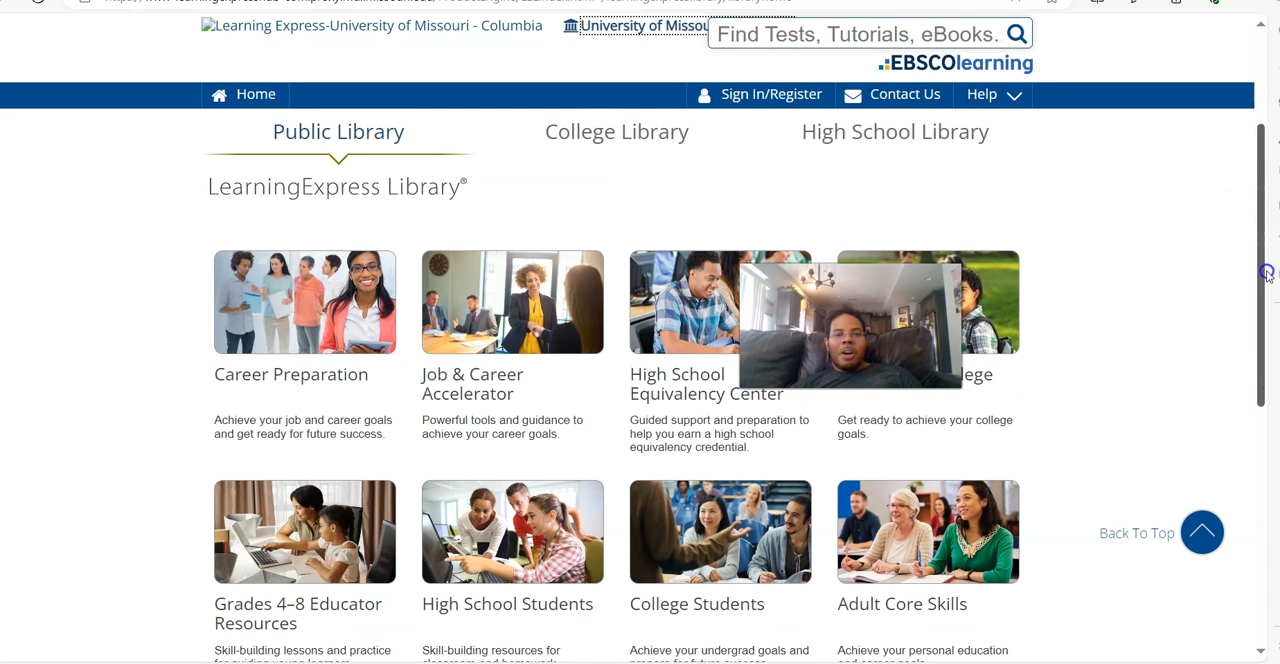 Learning Express-University of Missouri - Columbia
University of Missou
Find Tests, Tutorials, eBooks.
EBSCOlearning
Home
Sign In/Register
Contact Us
Help
Public Library
College Library
High School Library
LearningExpress Library®
Career Preparation
Achieve your job and career goals
and get ready for future success.
Job & Career
Accelerator
Powerful tools and guidance to
achieve your career goals.
High School
Equivalency Center
Guided support and preparation to
help you earn a high school
equivalency credential.
lege
Get ready to achieve your college
goals.
Back To Top
Grades 4–8 Educator
Resources
Skill-building lessons and practice
High School Students
Skill-building resources for
College Students
Achieve your undergrad goals and
Adult Core Skills
Achieve your personal education